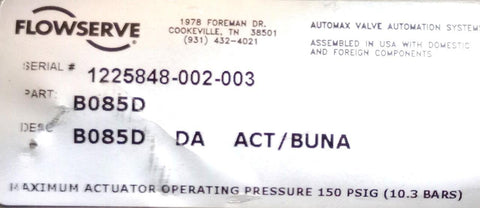 FLOWSERVE
1978 FOREMAN DR.
COOKEVILLE, TN 38501
(931) 432-4021
AUTOMAX VALVE AUTOMATION SYSTEMS
ASSEMBLED IN USA WITH DOMESTIC
AND FOREIGN COMPONENTS
SERIAL # 1225848-002-003
PART: B085D
DESC B085D DA ACT/BUNA
MAXIMUM ACTUATOR OPERATING PRESSURE 150 PSIG (10.3 BARS)